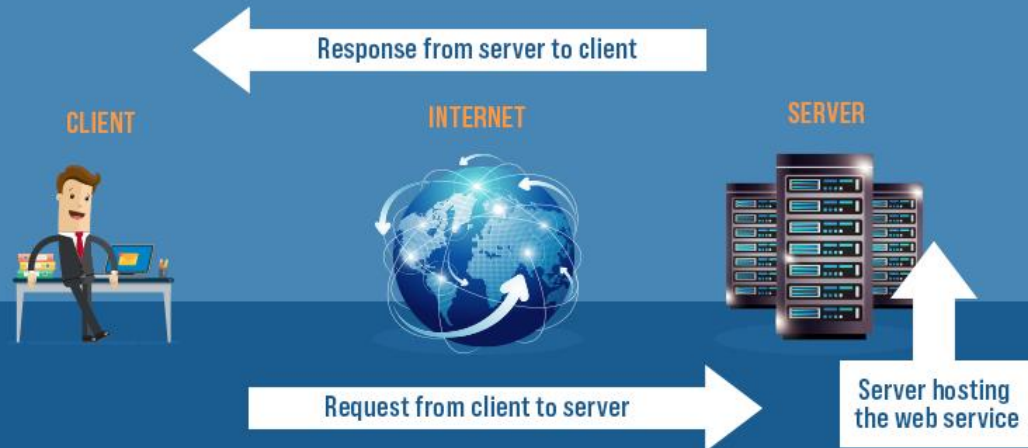 Response from server to client
CLIENT
INTERNET
SERVER
Request from client to server
Server hosting
the web service